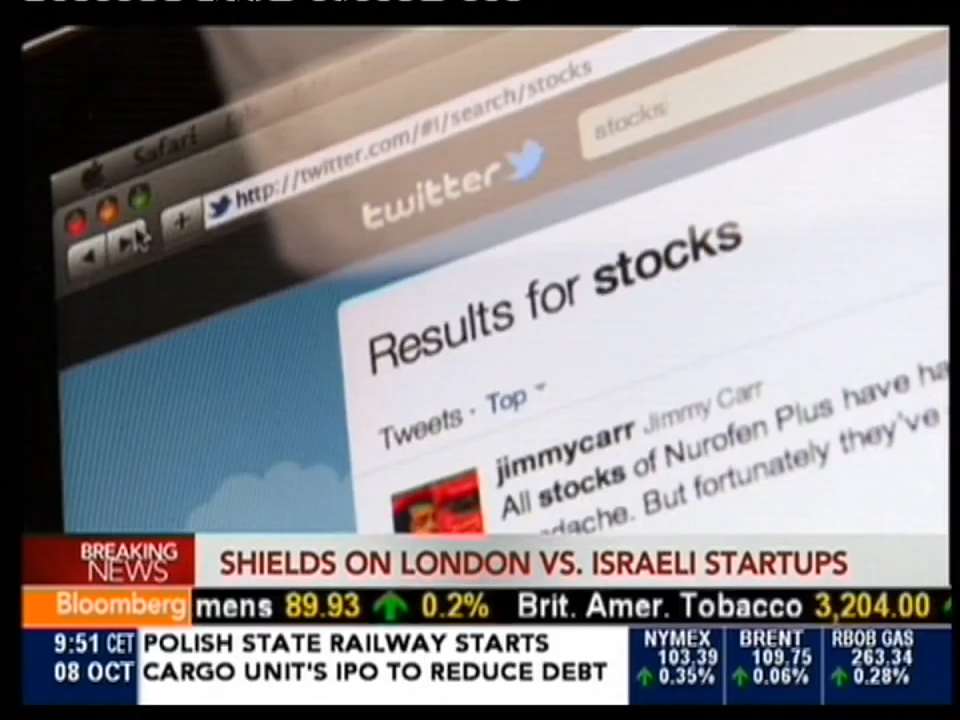 Safari
http://twitter.com/#!/search/stocks
twitter
stocks
Results for stocks
Tweets · Top
jimmycarr Jimmy Carr
All stocks of Nurofen Plus have ha
dache. But fortunately they've
BREAKING NEWS
SHIELDS ON LONDON VS. ISRAELI STARTUPS
Bloomberg
mens 89.93 0.2% Brit. Amer. Tobacco 3,204.00
9:51 CET
08 OCT
POLISH STATE RAILWAY STARTS
CARGO UNIT'S IPO TO REDUCE DEBT
NYMEX
103.39
0.35%
BRENT
109.75
0.06%
RBOB GAS
263.34
0.28%